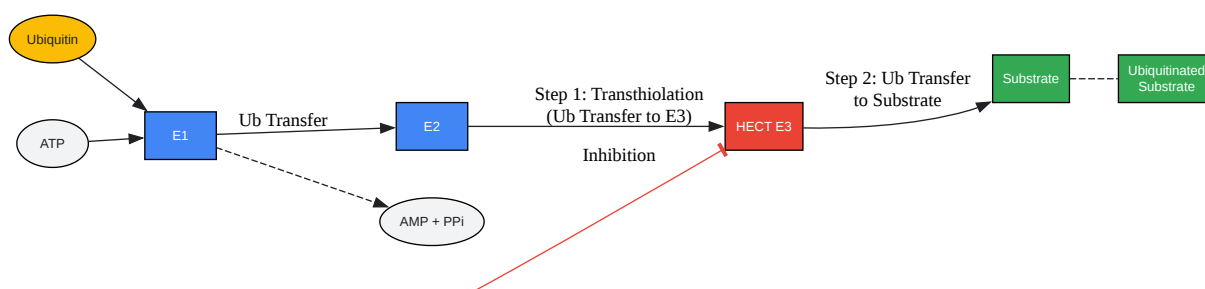 Ubiquitin
ATP
E1
Ub Transfer
E2
AMP + PPi
Step 1: Transthiolation
(Ub Transfer to E3)
Inhibition
HECT E3
Step 2: Ub Transfer
to Substrate
Substrate
Ubiquitinated
Substrate